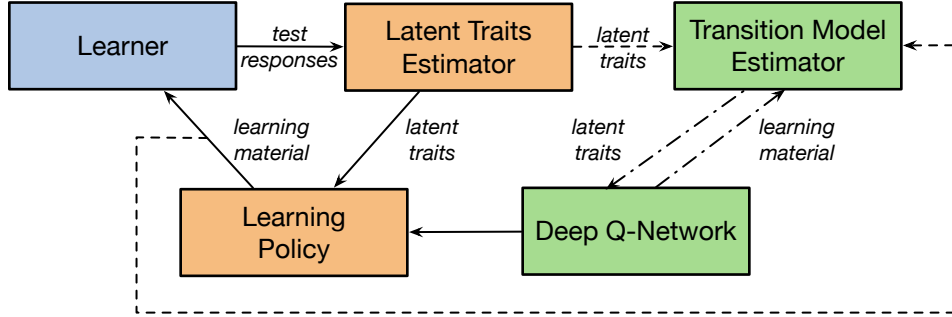 Learner
test
responses
Latent Traits
Estimator
latent
traits
Transition Model
Estimator
learning
material
latent
traits
latent
traits
learning
material
Learning
Policy
Deep Q-Network